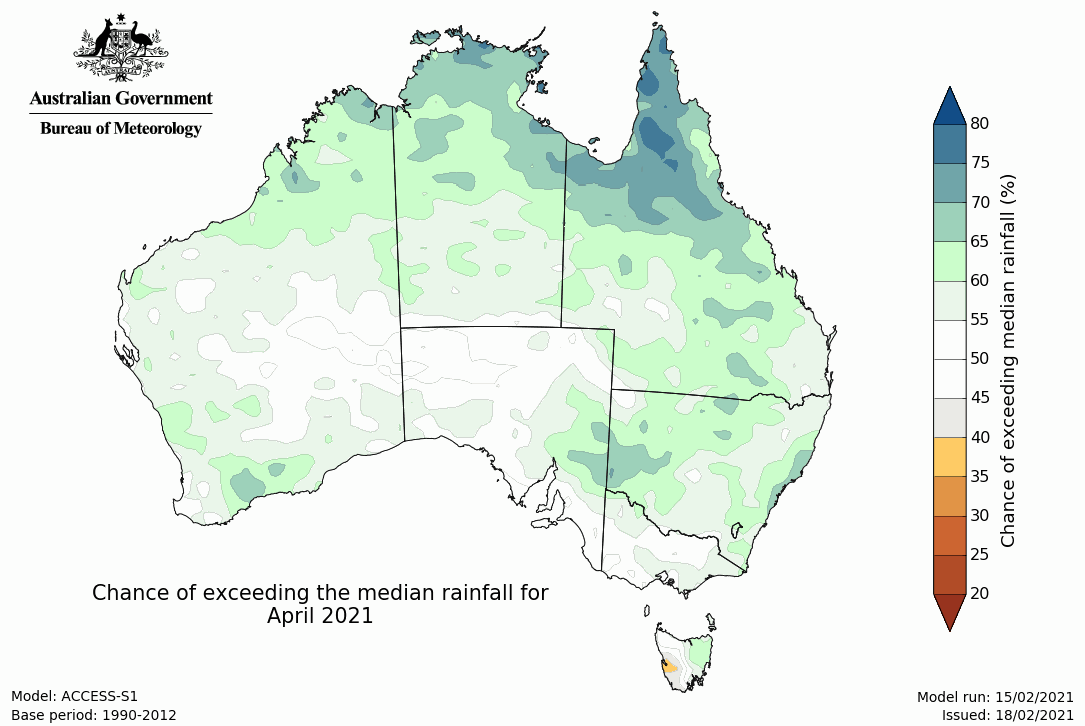 Australian Government
Bureau of Meteorology
80
75
70
65
60
55
50
45
40
35
30
25
20
Chance of exceeding median rainfall (%)
Chance of exceeding the median rainfall for
April 2021
Model: ACCESS-S1
Base period: 1990-2012
Model run: 15/02/2021
Issued: 18/02/2021